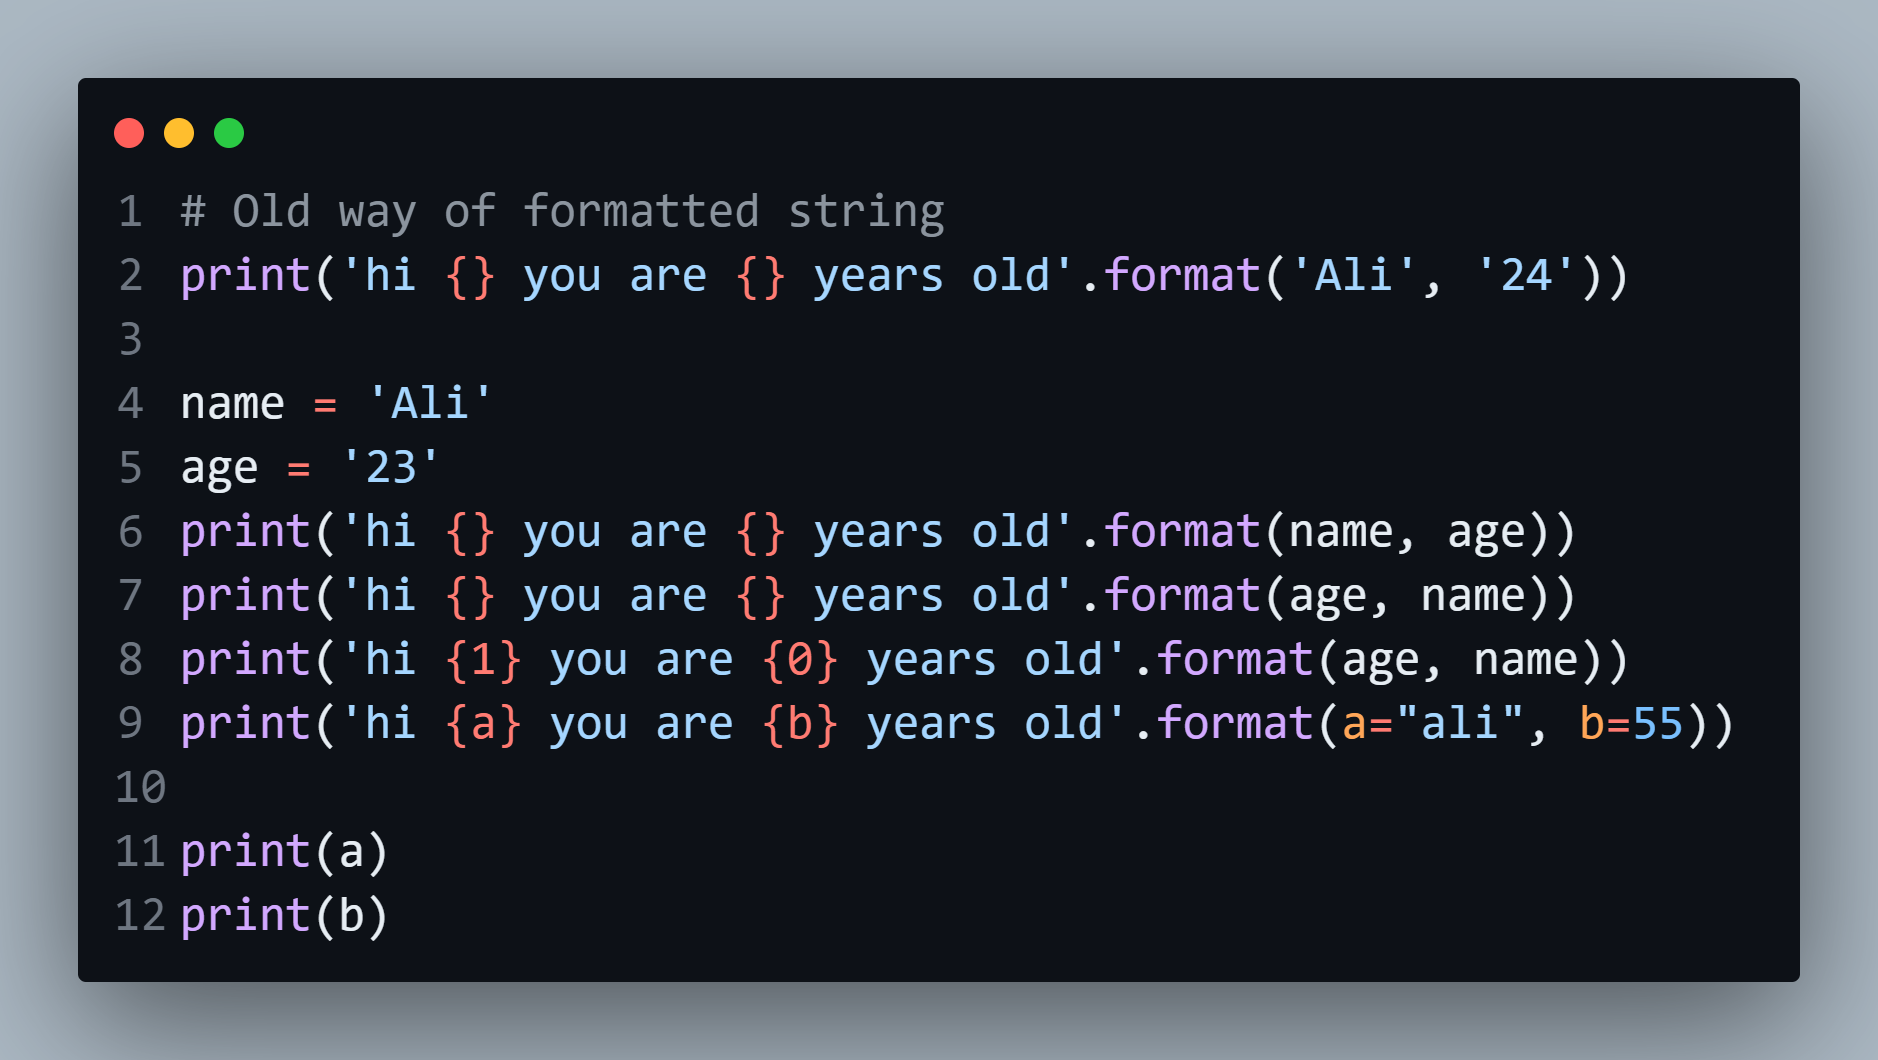 1 # Old way of formatted string
2 print('hi {} you are {} years old'.format('Ali', '24'))
3
4 name = 'Ali'
5 age = '23'
6 print('hi {} you are {} years old'.format(name, age))
7 print('hi {} you are {} years old'.format(age, name))
8 print('hi {1} you are {0} years old'.format(age, name))
9 print('hi {a} you are {b} years old'.format(a="ali", b=55))
10
11 print(a)
12 print(b)